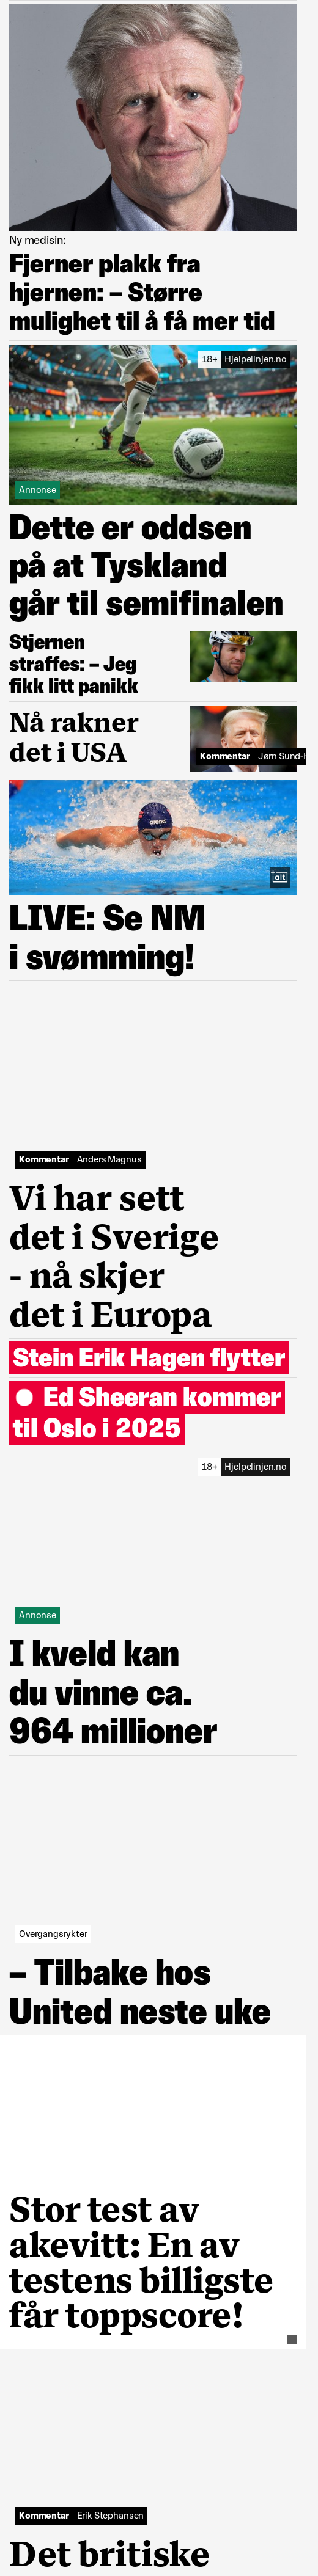 Ny medisin:
Fjerner plakk fra
hjernen: – Større
mulighet til å få mer tid
18+ Hjelpelinjen.no
Annonse
Dette er oddsen
på at Tyskland
går til semifinalen
Stjernen
straffes: – Jeg
fikk litt panikk
Nå rakner
det i USA
Kommentar | Jørn Sund-H
ARENA
alt
LIVE: Se NM
i svømming!
Kommentar | Anders Magnus
Vi har sett
det i Sverige
- nå skjer
det i Europa
Stein Erik Hagen flytter
Ed Sheeran kommer
til Oslo i 2025
18+ Hjelpelinjen.no
Annonse
I kveld kan
du vinne ca.
964 millioner
Overgangsrykter
– Tilbake hos
United neste uke
Stor test av
akevitt: En av
testens billigste
får toppscore!
Kommentar | Erik Stephansen
Det britiske